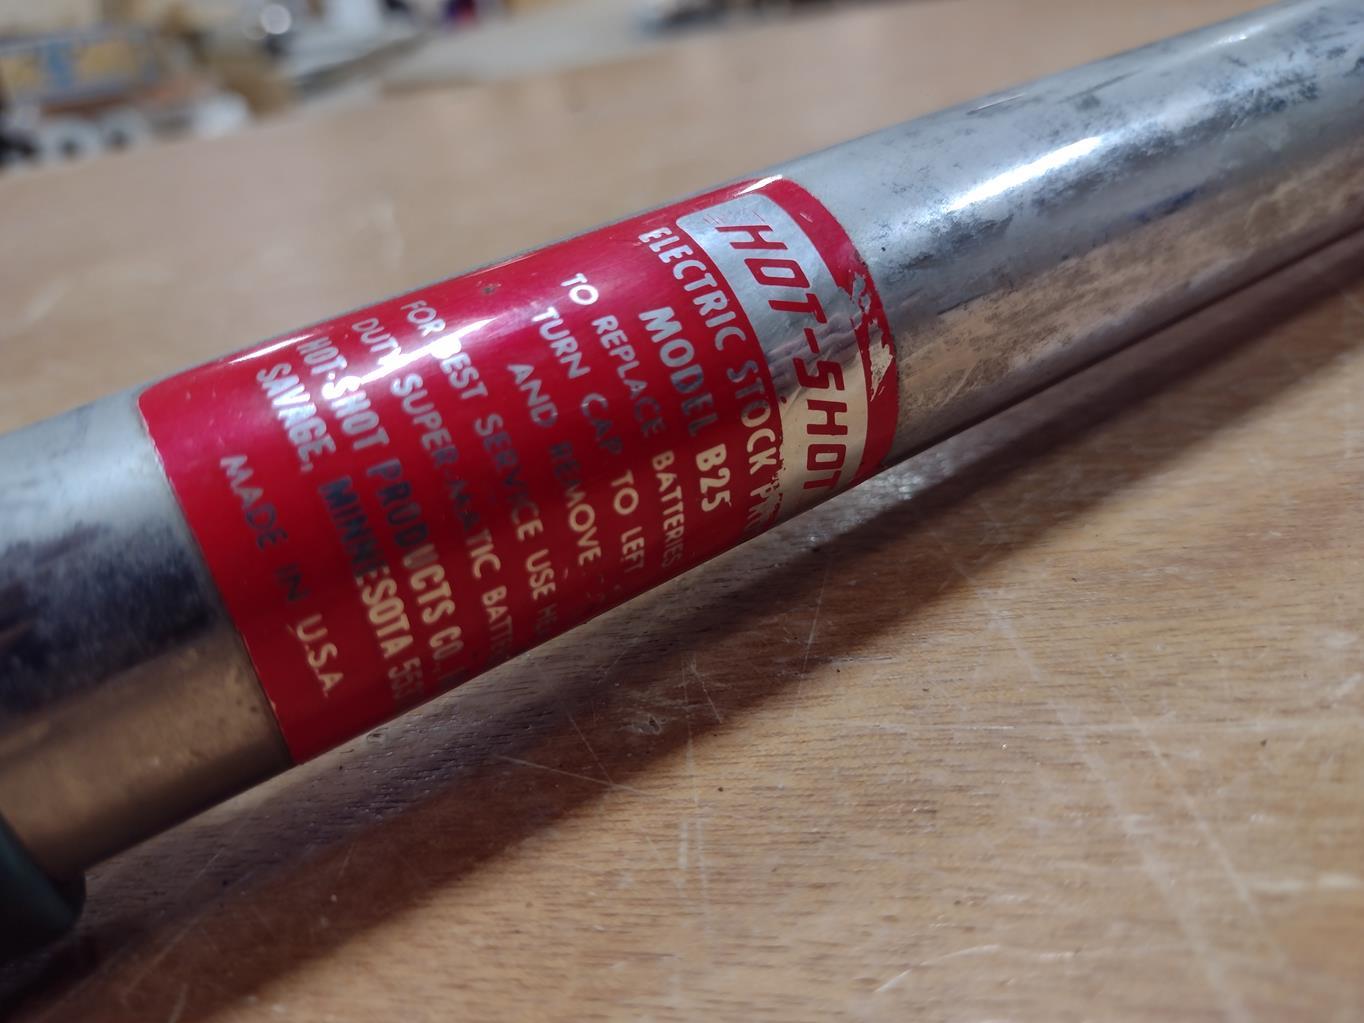 HOT-SHOT
ELECTRIC STOCK
MODEL B25
TO REPLACE BATTERIES
TURN CAP TO LEFT
AND REMOVE
FOR BEST SERVICE USE
DUTY SUPER-MATIC
HOT-SHOT PRODUCTS CO.,
SAVAGE, MINNESOTA
MADE IN U.S.A.